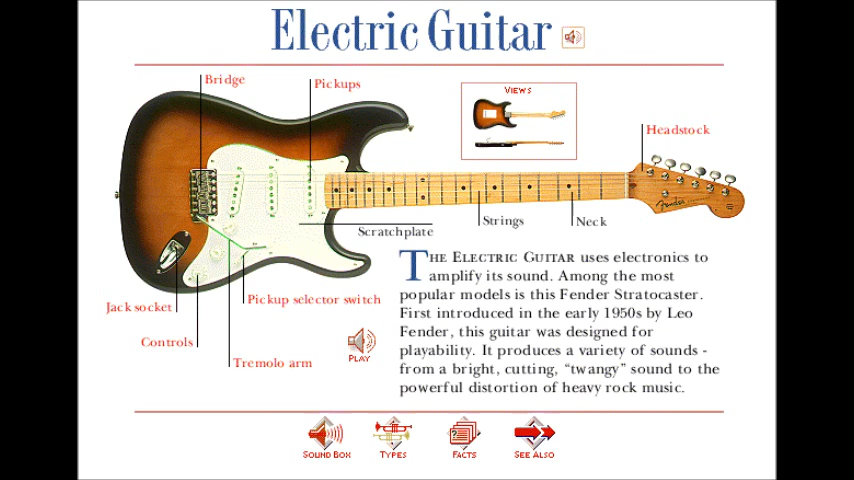 Electric Guitar
Bridge
Pickups
VIEWS
Headstock
Fender
Scratchplate
Strings
Neck
THE ELECTRIC GUITAR uses electronics to
amplify its sound. Among the most
popular models is this Fender Stratocaster.
First introduced in the early 1950s by Leo
Fender, this guitar was designed for
playability. It produces a variety of sounds -
from a bright, cutting, “twangy” sound to the
powerful distortion of heavy rock music.
Jack socket
Pickup selector switch
Controls
Tremolo arm
PLAY
SOUND BOX
TYPES
FACTS
SEE ALSO